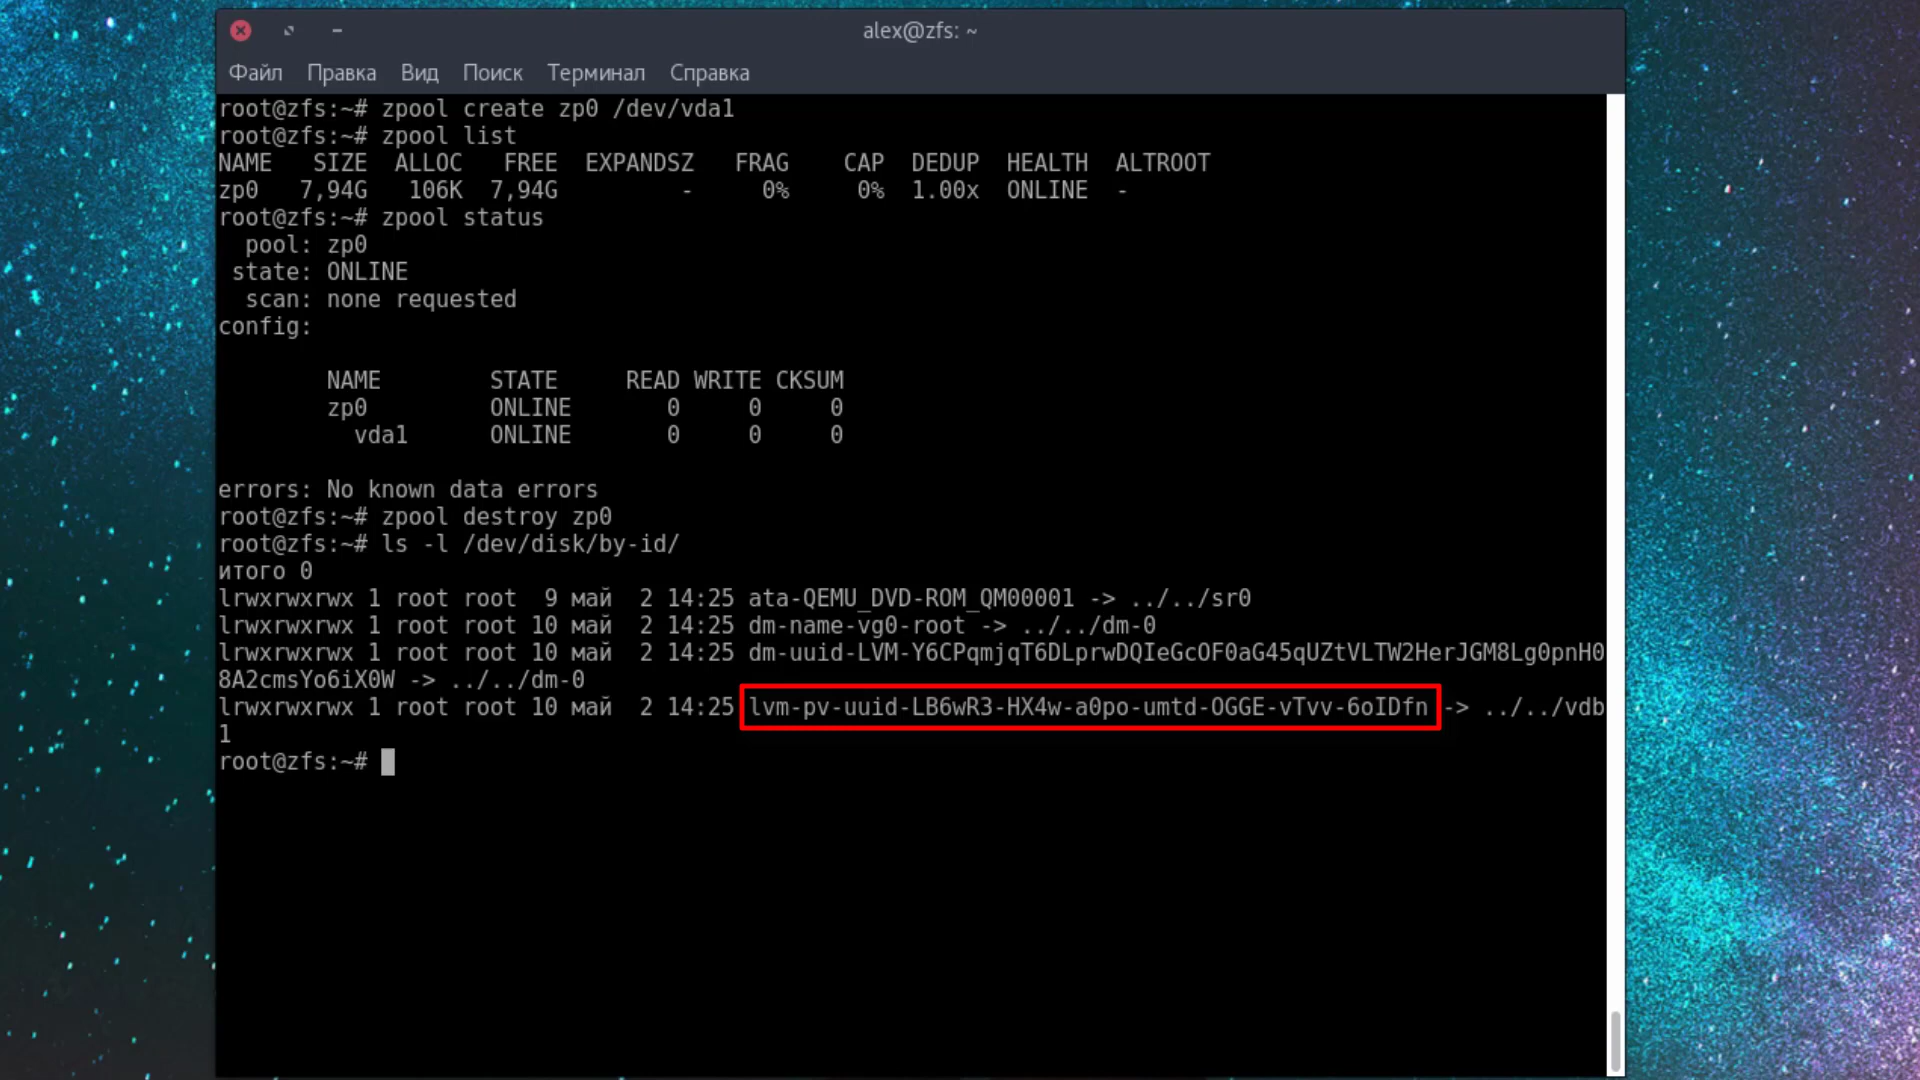 alex@zfs: ~
Файл Правка Вид Поиск Терминал Справка
root@zfs:~# zpool create zp0 /dev/vda1
root@zfs:~# zpool list
NAME   SIZE  ALLOC   FREE  EXPANDSZ   FRAG    CAP  DEDUP  HEALTH  ALTROOT
zp0   7,94G   106K  7,94G         -     0%     0%  1.00x  ONLINE  -
root@zfs:~# zpool status
  pool: zp0
 state: ONLINE
  scan: none requested
config:
        NAME        STATE     READ WRITE CKSUM
        zp0         ONLINE       0     0     0
          vda1      ONLINE       0     0     0
errors: No known data errors
root@zfs:~# zpool destroy zp0
root@zfs:~# ls -l /dev/disk/by-id/
итого 0
lrwxrwxrwx 1 root root  9 май  2 14:25 ata-QEMU_DVD-ROM_QM00001 -> ../../sr0
lrwxrwxrwx 1 root root 10 май  2 14:25 dm-name-vg0-root -> ../../dm-0
lrwxrwxrwx 1 root root 10 май  2 14:25 dm-uuid-LVM-Y6CPqmjqT6DLprwDQIeGcOF0aG45qUZtVLTW2HerJGM8Lg0pnH0
8A2cmsYo6iX0W -> ../../dm-0
lrwxrwxrwx 1 root root 10 май  2 14:25 lvm-pv-uuid-LB6wR3-HX4w-a0po-umtd-OGGE-vTvv-6oIDfn -> ../../vdb
1
root@zfs:~#